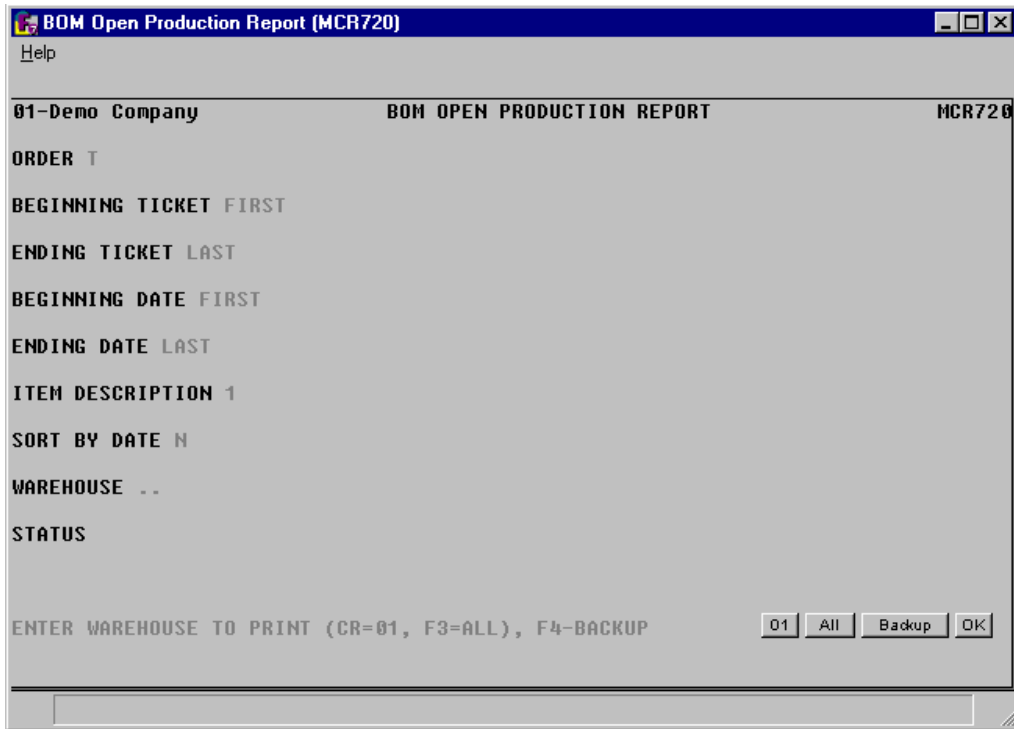 BOM Open Production Report (MCR720)
Help
01-Demo Company BOM OPEN PRODUCTION REPORT MCR720
ORDER T
BEGINNING TICKET FIRST
ENDING TICKET LAST
BEGINNING DATE FIRST
ENDING DATE LAST
ITEM DESCRIPTION 1
SORT BY DATE N
WAREHOUSE ..
STATUS
ENTER WAREHOUSE TO PRINT (CR=01, F3=ALL), F4-BACKUP 01 All Backup OK